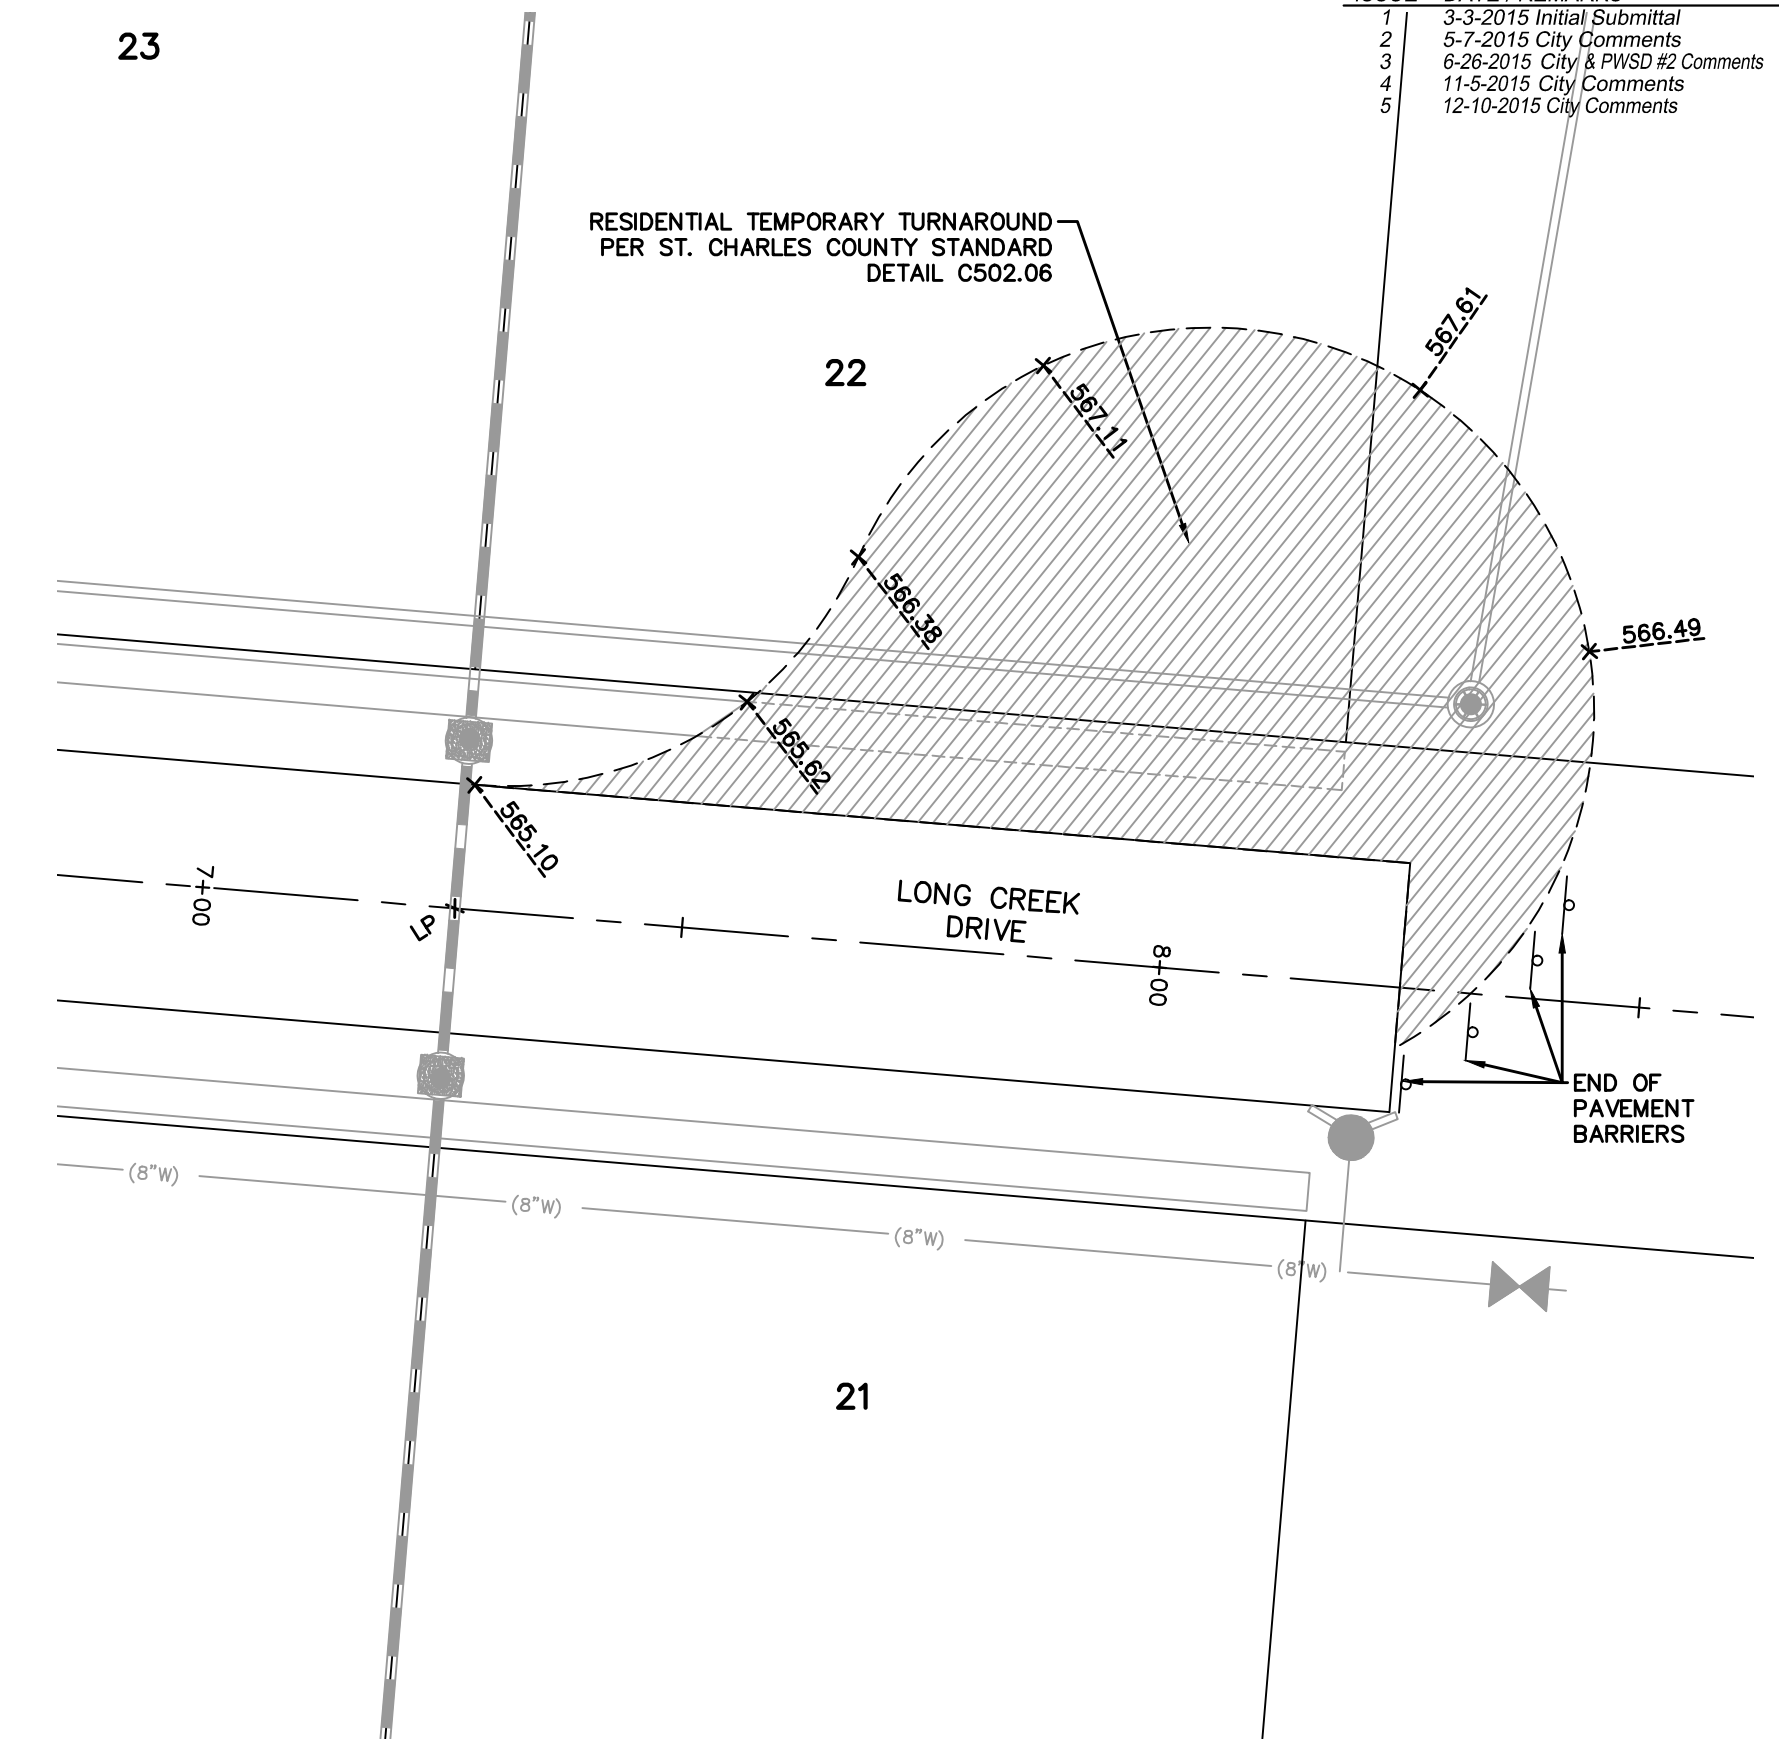 1 3-3-2015 Initial Submittal
2 5-7-2015 City Comments
3 6-26-2015 City & PWSD #2 Comments
4 11-5-2015 City Comments
5 12-10-2015 City Comments
23
RESIDENTIAL TEMPORARY TURNAROUND
PER ST. CHARLES COUNTY STANDARD
DETAIL C502.06
567.61
22
567.11
566.38
566.49
565.62
565.10
7+00
LP
LONG CREEK
DRIVE
8+00
END OF
PAVEMENT
BARRIERS
(8"W)
(8"W)
(8"W)
(8"W)
21